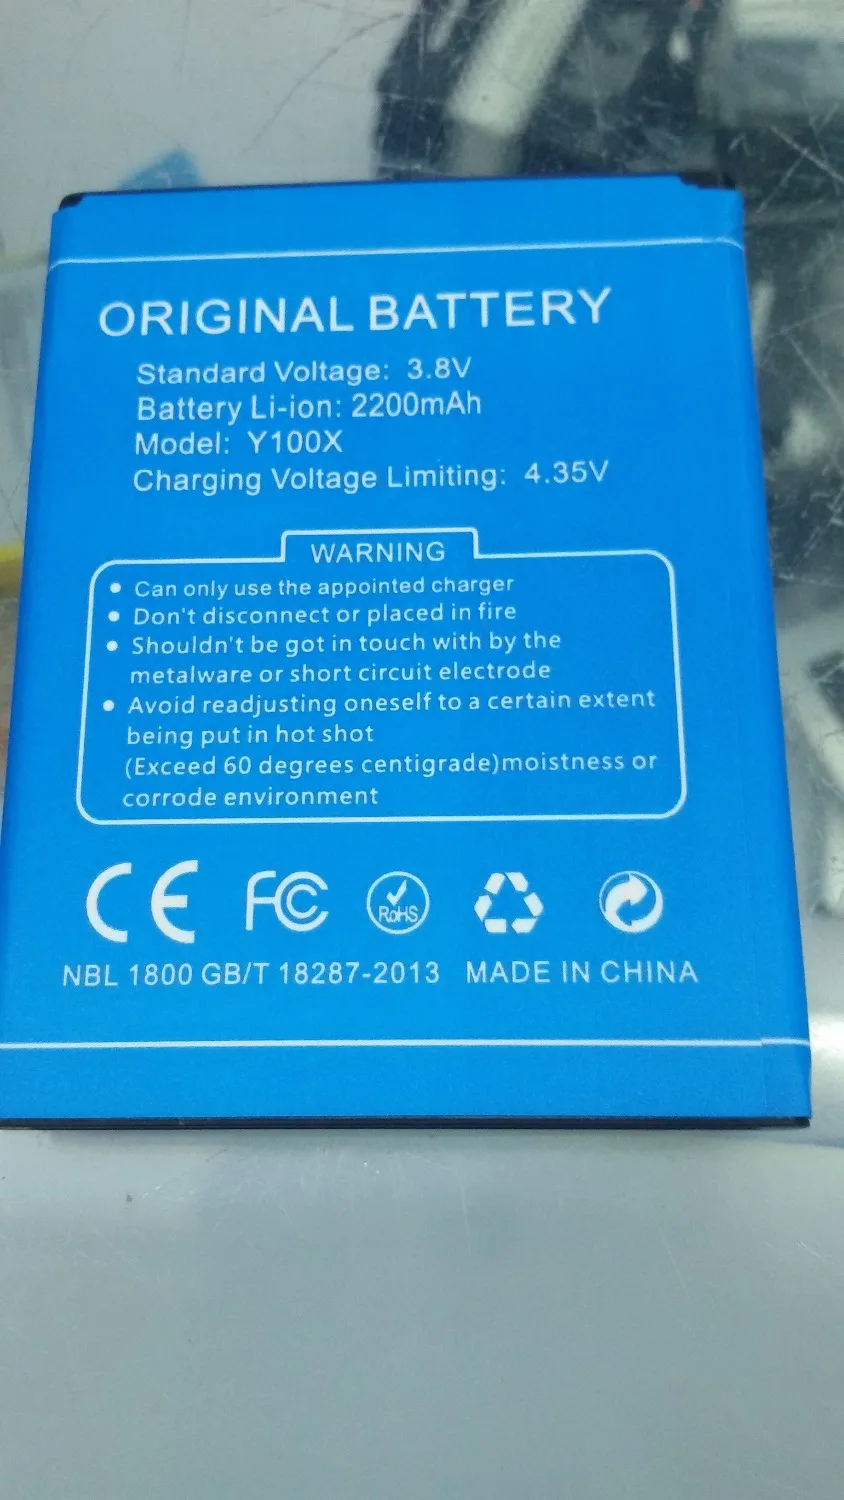 ORIGINAL BATTERY
Standard Voltage: 3.8V
Battery Li-ion: 2200mAh
Model: Y100X
Charging Voltage Limiting: 4.35V
WARNING
• Can only use the appointed charger
• Don't disconnect or placed in fire
• Shouldn't be got in touch with by the
metalware or short circuit electrode
• Avoid readjusting oneself to a certain extent
being put in hot shot
(Exceed 60 degrees centigrade)moistness or
corrode environment
CE FC RoHS
NBL 1800 GB/T 18287-2013 MADE IN CHINA